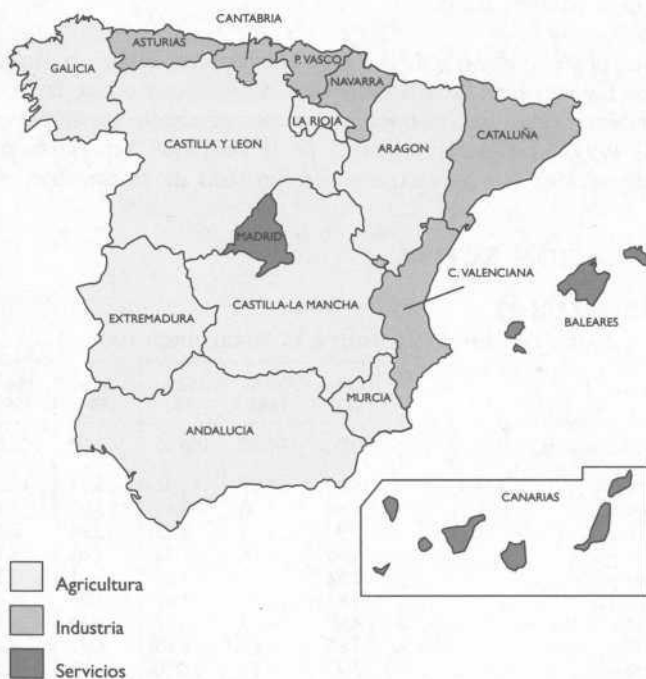 CANTABRIA
ASTURIAS
GALICIA
P. VASCO
NAVARRA
LA RIOJA
CASTILLA Y LEON
ARAGON
CATALUÑA
MADRID
C. VALENCIANA
CASTILLA-LA MANCHA
BALEARES
EXTREMADURA
MURCIA
ANDALUCIA
CANARIAS
Agricultura
Industria
Servicios